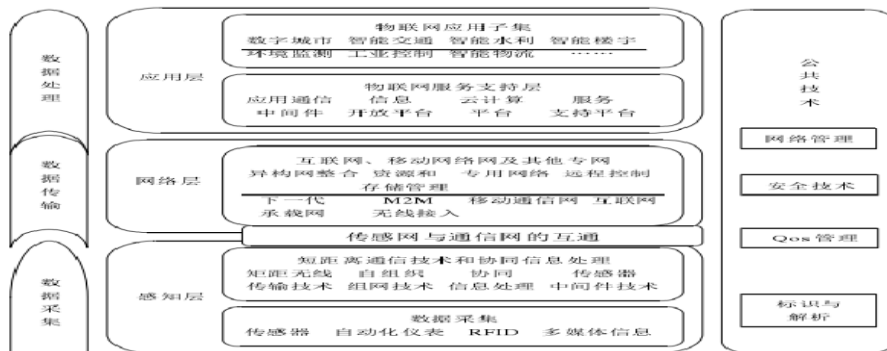 数据处理
应用层
物联网应用子集
数字城市 智能交通 智能水利 智能楼宇
环境监测 工业控制 智能物流 ……
物联网服务支持层
应用通信 信息 云计算 服务
中间件 开放平台 平台 支持平台
数据传输
网络层
互联网、移动网络网及其他专网
异构网整合 资源和 专用网络 远程控制
存储管理
下一代 M2M 移动通信网 互联网
承载网 无线接入
传感网与通信网的互通
数据采集
感知层
短距离通信技术和协同信息处理
矩距无线 自组织 协同 传感器
传输技术 组网技术 信息处理 中间件技术
数据采集
传感器 自动化仪表 RFID 多媒体信息
公共技术
网络管理
安全技术
Qos管理
标识与
解析